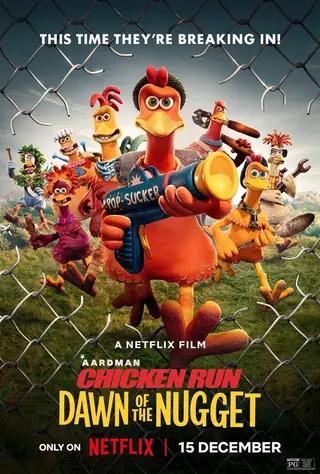 THIS TIME THEY'RE BREAKING IN!
POP-SUCKER
A NETFLIX FILM
AARDMAN
CHICKEN RUN
DAWN OF THE NUGGET
ONLY ON NETFLIX | 15 DECEMBER
PG